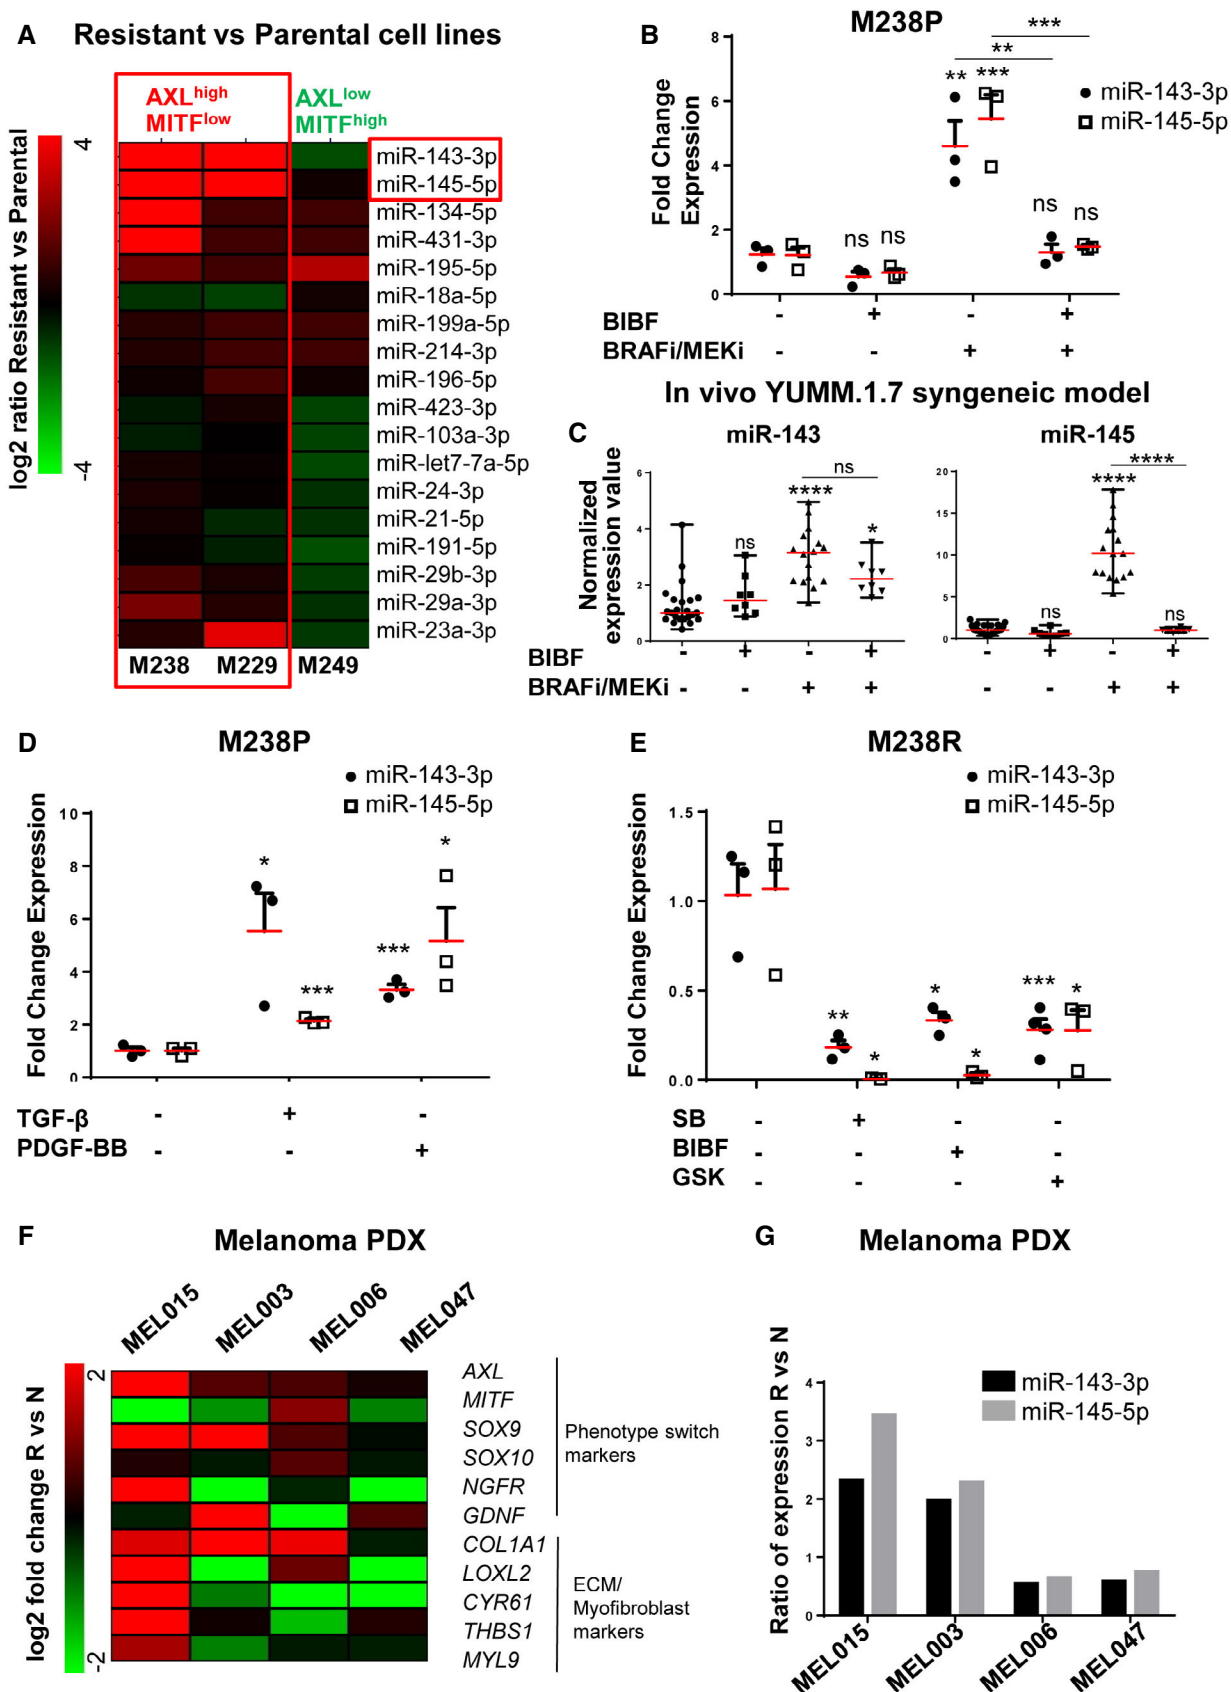 A Resistant vs Parental cell lines
AXLhigh
MITFlow
AXLlow
MITFhigh
log2 ratio Resistant vs Parental
4
-4
miR-143-3p
miR-145-5p
miR-134-5p
miR-431-3p
miR-195-5p
miR-18a-5p
miR-199a-5p
miR-214-3p
miR-196-5p
miR-423-3p
miR-103a-3p
miR-let7-7a-5p
miR-24-3p
miR-21-5p
miR-191-5p
miR-29b-3p
miR-29a-3p
miR-23a-3p
M238 M229 M249
B M238P
Fold Change
Expression
8
6
4
2
0
***
**
** ***
ns ns
ns ns
miR-143-3p
miR-145-5p
BIBF - + - +
BRAFi/MEKi - - + +
In vivo YUMM.1.7 syngeneic model
C miR-143
Normalized
expression value
6
4
2
0
ns
ns
****
*
miR-145
20
15
10
5
0
****
****
ns
ns
BIBF - + - + - + - +
BRAFi/MEKi - - + + - - + +
D M238P
miR-143-3p
miR-145-5p
Fold Change Expression
10
8
6
4
2
0
*
***
***
*
TGF-β - + -
PDGF-BB - - +
E M238R
miR-143-3p
miR-145-5p
Fold Change Expression
1.5
1.0
0.5
0.0
**
*
*
*
***
*
SB - + - -
BIBF - - + -
GSK - - - +
F Melanoma PDX
MEL015 MEL003 MEL006 MEL047
log2 fold change R vs N
2
-2
AXL
MITF
SOX9
SOX10
NGFR
GDNF
COL1A1
LOXL2
CYR61
THBS1
MYL9
Phenotype switch
markers
ECM/
Myofibroblast
markers
G Melanoma PDX
Ratio of expression R vs N
4
3
2
1
0
miR-143-3p
miR-145-5p
MEL015 MEL003 MEL006 MEL047